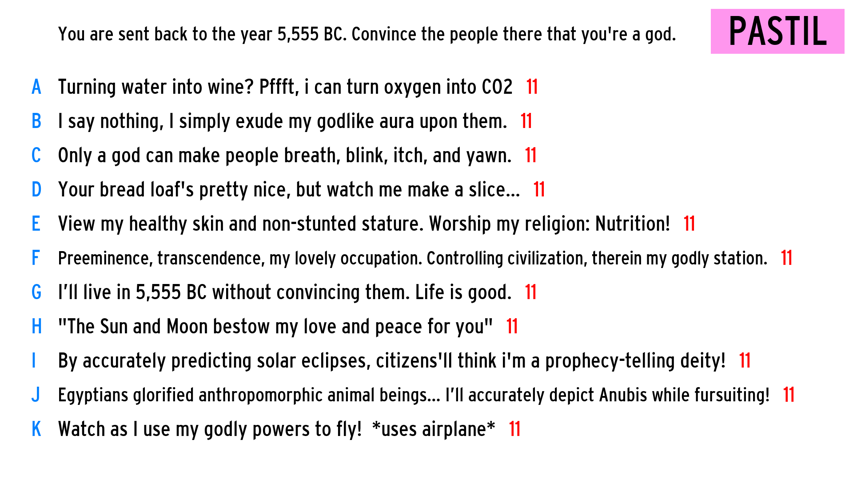 You are sent back to the year 5,555 BC. Convince the people there that you're a god.
PASTIL
A Turning water into wine? Pffft, i can turn oxygen into CO2 11
B I say nothing, I simply exude my godlike aura upon them. 11
C Only a god can make people breath, blink, itch, and yawn. 11
D Your bread loaf's pretty nice, but watch me make a slice... 11
E View my healthy skin and non-stunted stature. Worship my religion: Nutrition! 11
F Preeminence, transcendence, my lovely occupation. Controlling civilization, therein my godly station. 11
G I'll live in 5,555 BC without convincing them. Life is good. 11
H "The Sun and Moon bestow my love and peace for you" 11
I By accurately predicting solar eclipses, citizens'll think i'm a prophecy-telling deity! 11
J Egyptians glorified anthropomorphic animal beings... I'll accurately depict Anubis while fursuiting! 11
K Watch as I use my godly powers to fly! *uses airplane* 11